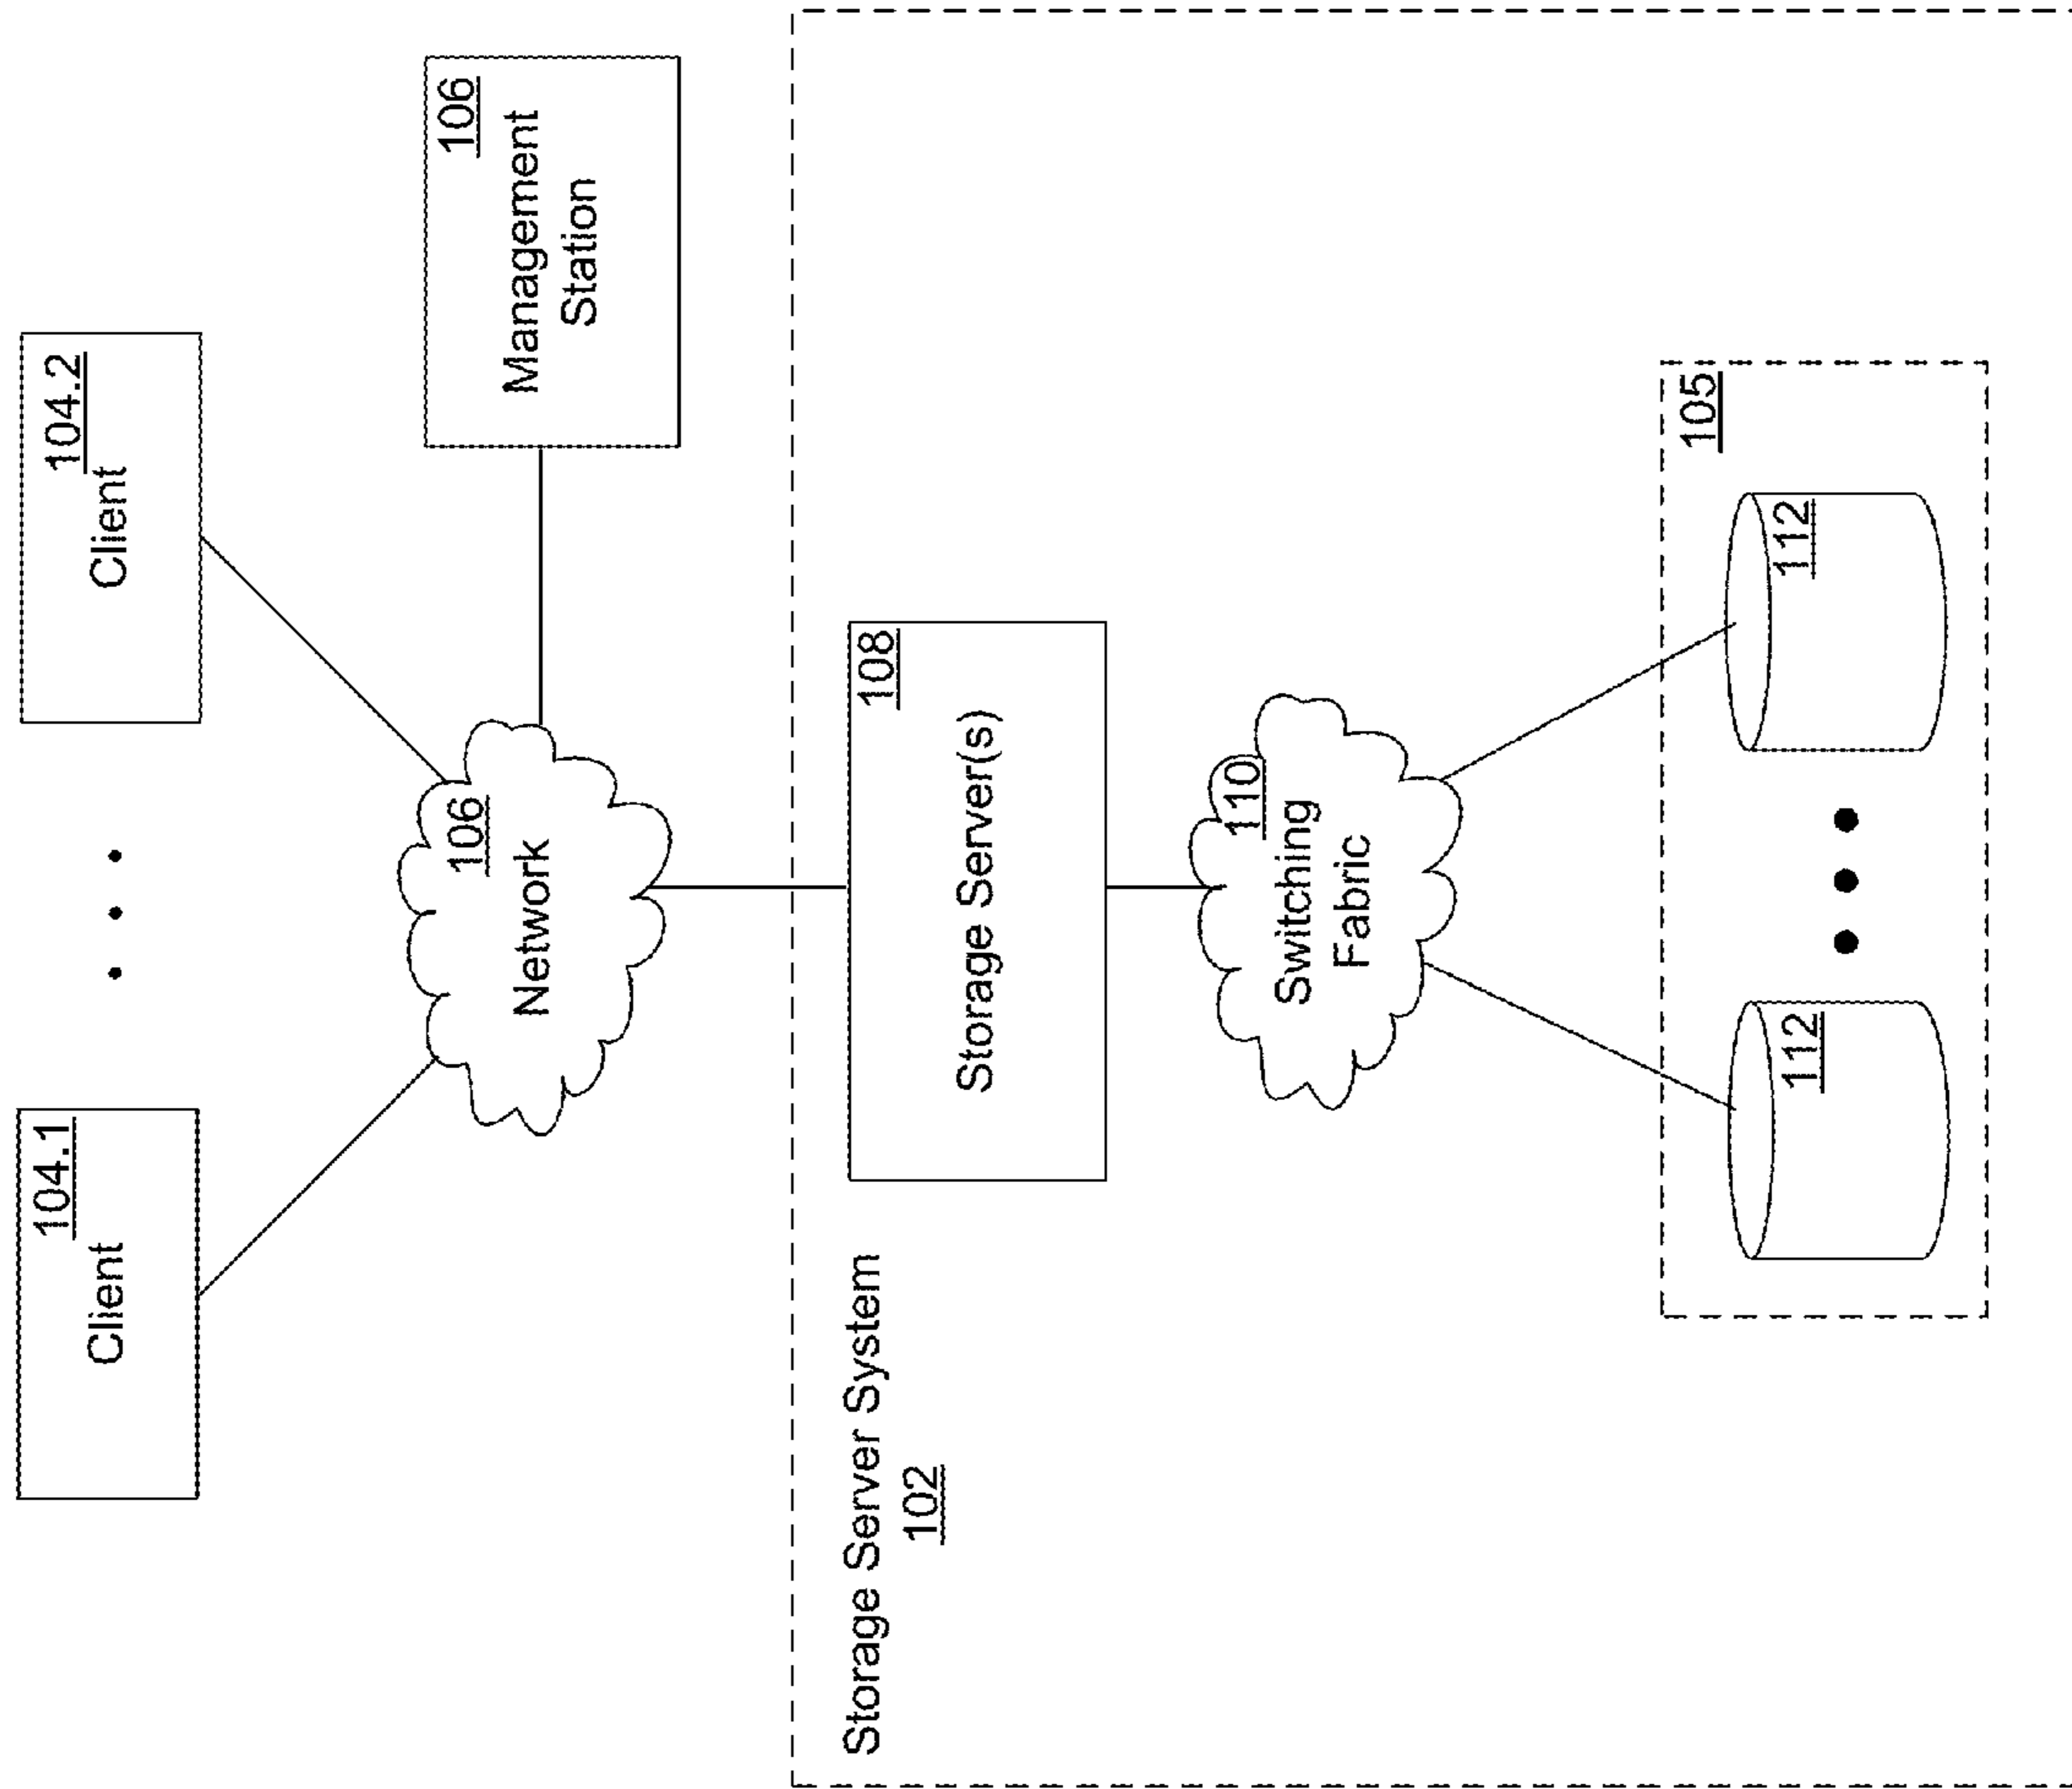 104.1
Client
104.2
Client
106
Network
106
Management
Station
Storage Server System
102
108
Storage Server(s)
110
Switching
Fabric
105
112
112